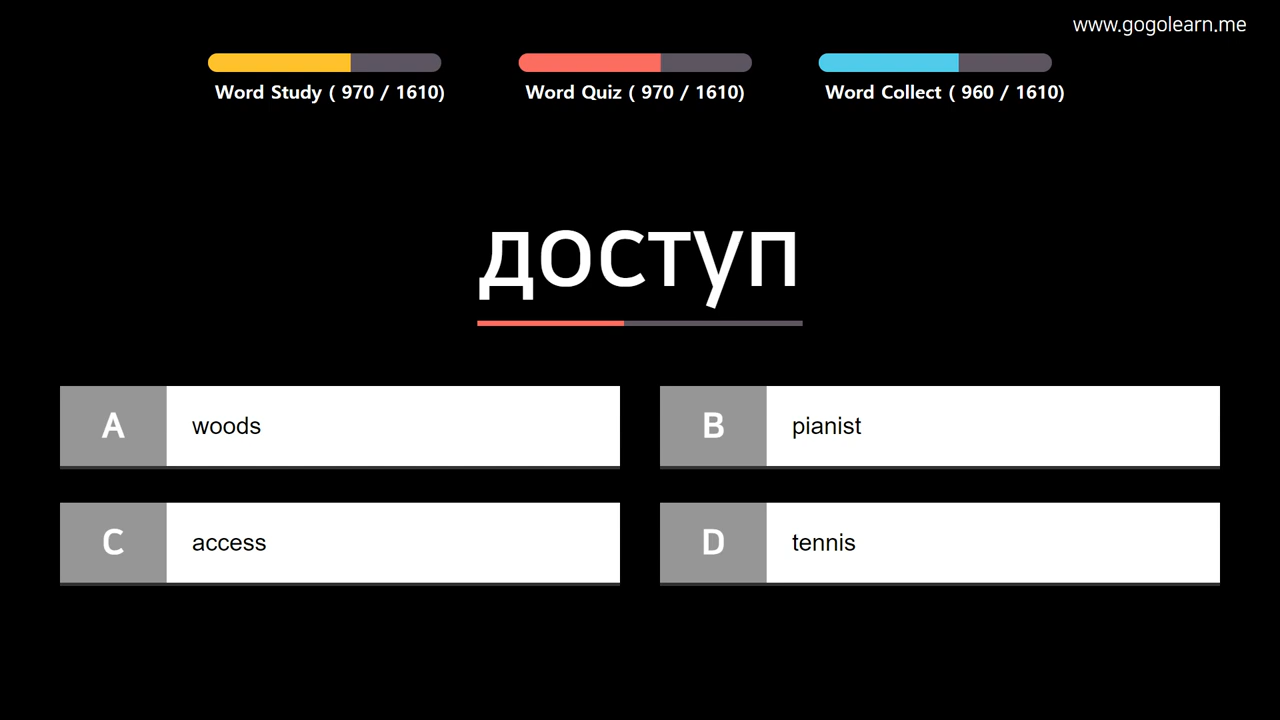 www.gogolearn.me
Word Study ( 970 / 1610)
Word Quiz ( 970 / 1610)
Word Collect ( 960 / 1610)
доступ
A woods
B pianist
C access
D tennis